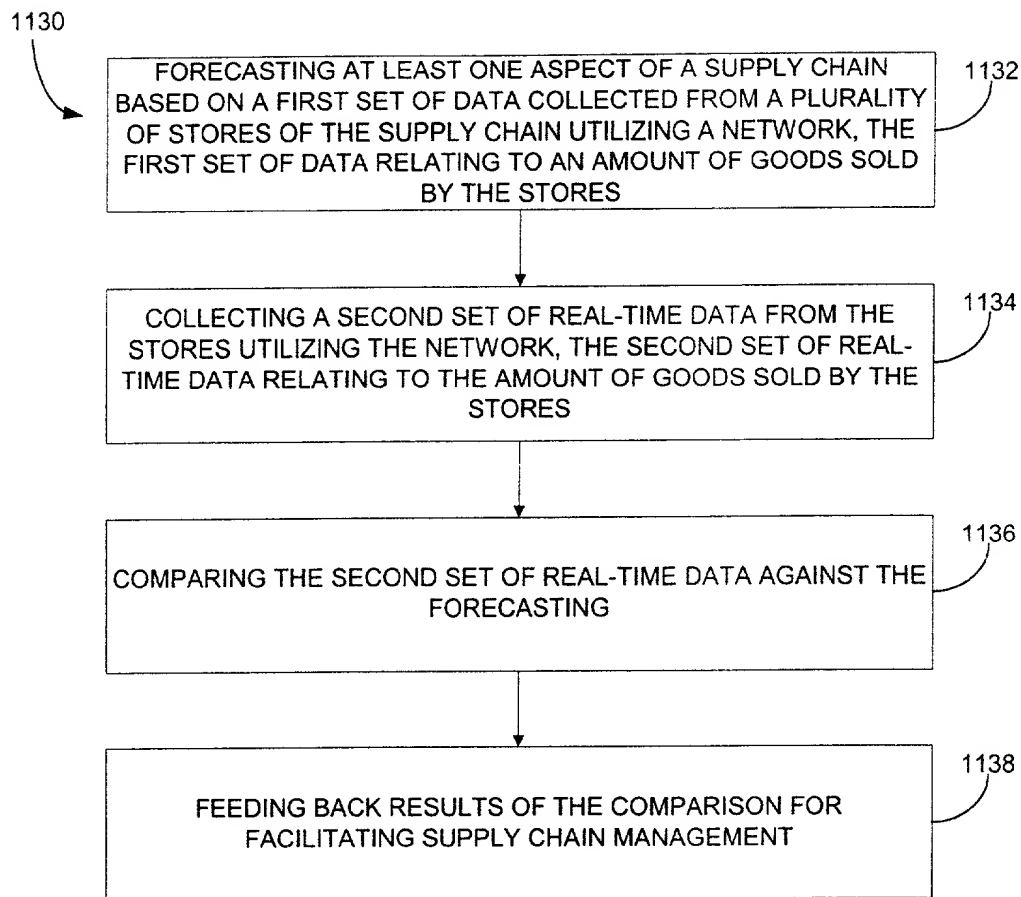 1130
FORECASTING AT LEAST ONE ASPECT OF A SUPPLY CHAIN
BASED ON A FIRST SET OF DATA COLLECTED FROM A PLURALITY
OF STORES OF THE SUPPLY CHAIN UTILIZING A NETWORK, THE
FIRST SET OF DATA RELATING TO AN AMOUNT OF GOODS SOLD
BY THE STORES
1132
COLLECTING A SECOND SET OF REAL-TIME DATA FROM THE
STORES UTILIZING THE NETWORK, THE SECOND SET OF REAL-
TIME DATA RELATING TO THE AMOUNT OF GOODS SOLD BY THE
STORES
1134
COMPARING THE SECOND SET OF REAL-TIME DATA AGAINST THE
FORECASTING
1136
FEEDING BACK RESULTS OF THE COMPARISON FOR
FACILITATING SUPPLY CHAIN MANAGEMENT
1138